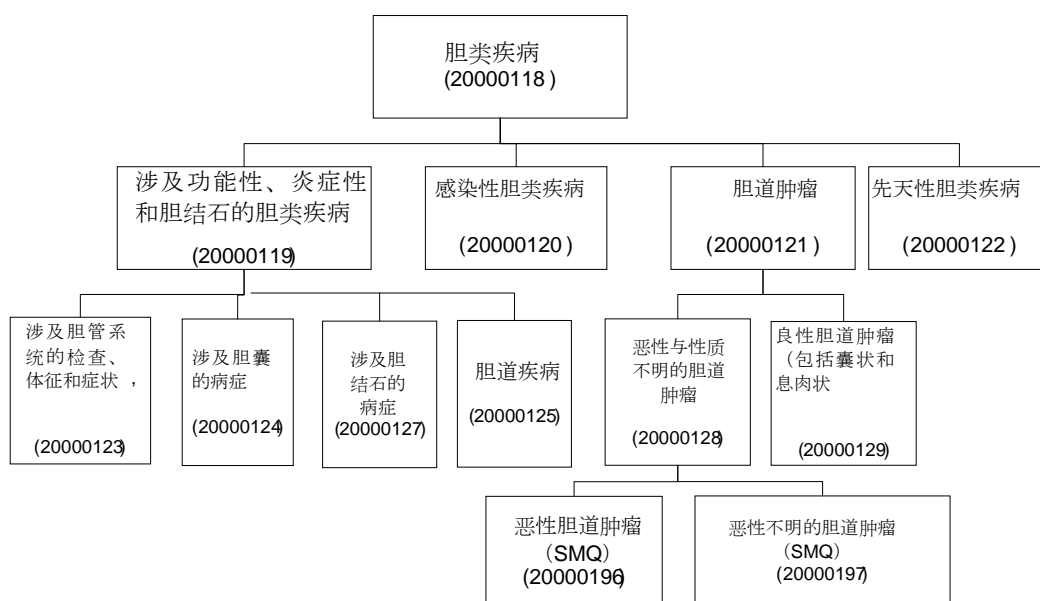 胆类疾病
(20000118)
涉及功能性、炎症性
和胆结石的胆类疾病
(20000119)
感染性胆类疾病
(20000120)
胆道肿瘤
(20000121)
先天性胆类疾病
(20000122)
涉及胆管系
统的检查、
体征和症状，
(20000123)
涉及胆囊
的病症
(20000124)
涉及胆
结石的
病症
(20000127)
胆道疾病
(20000125)
恶性与性质
不明的胆道
肿瘤
(20000128)
良性胆道肿瘤
（包括囊状和
息肉状
(20000129)
恶性胆道肿瘤
（SMQ）
(20000196)
恶性不明的胆道肿瘤
（SMQ）
(20000197)